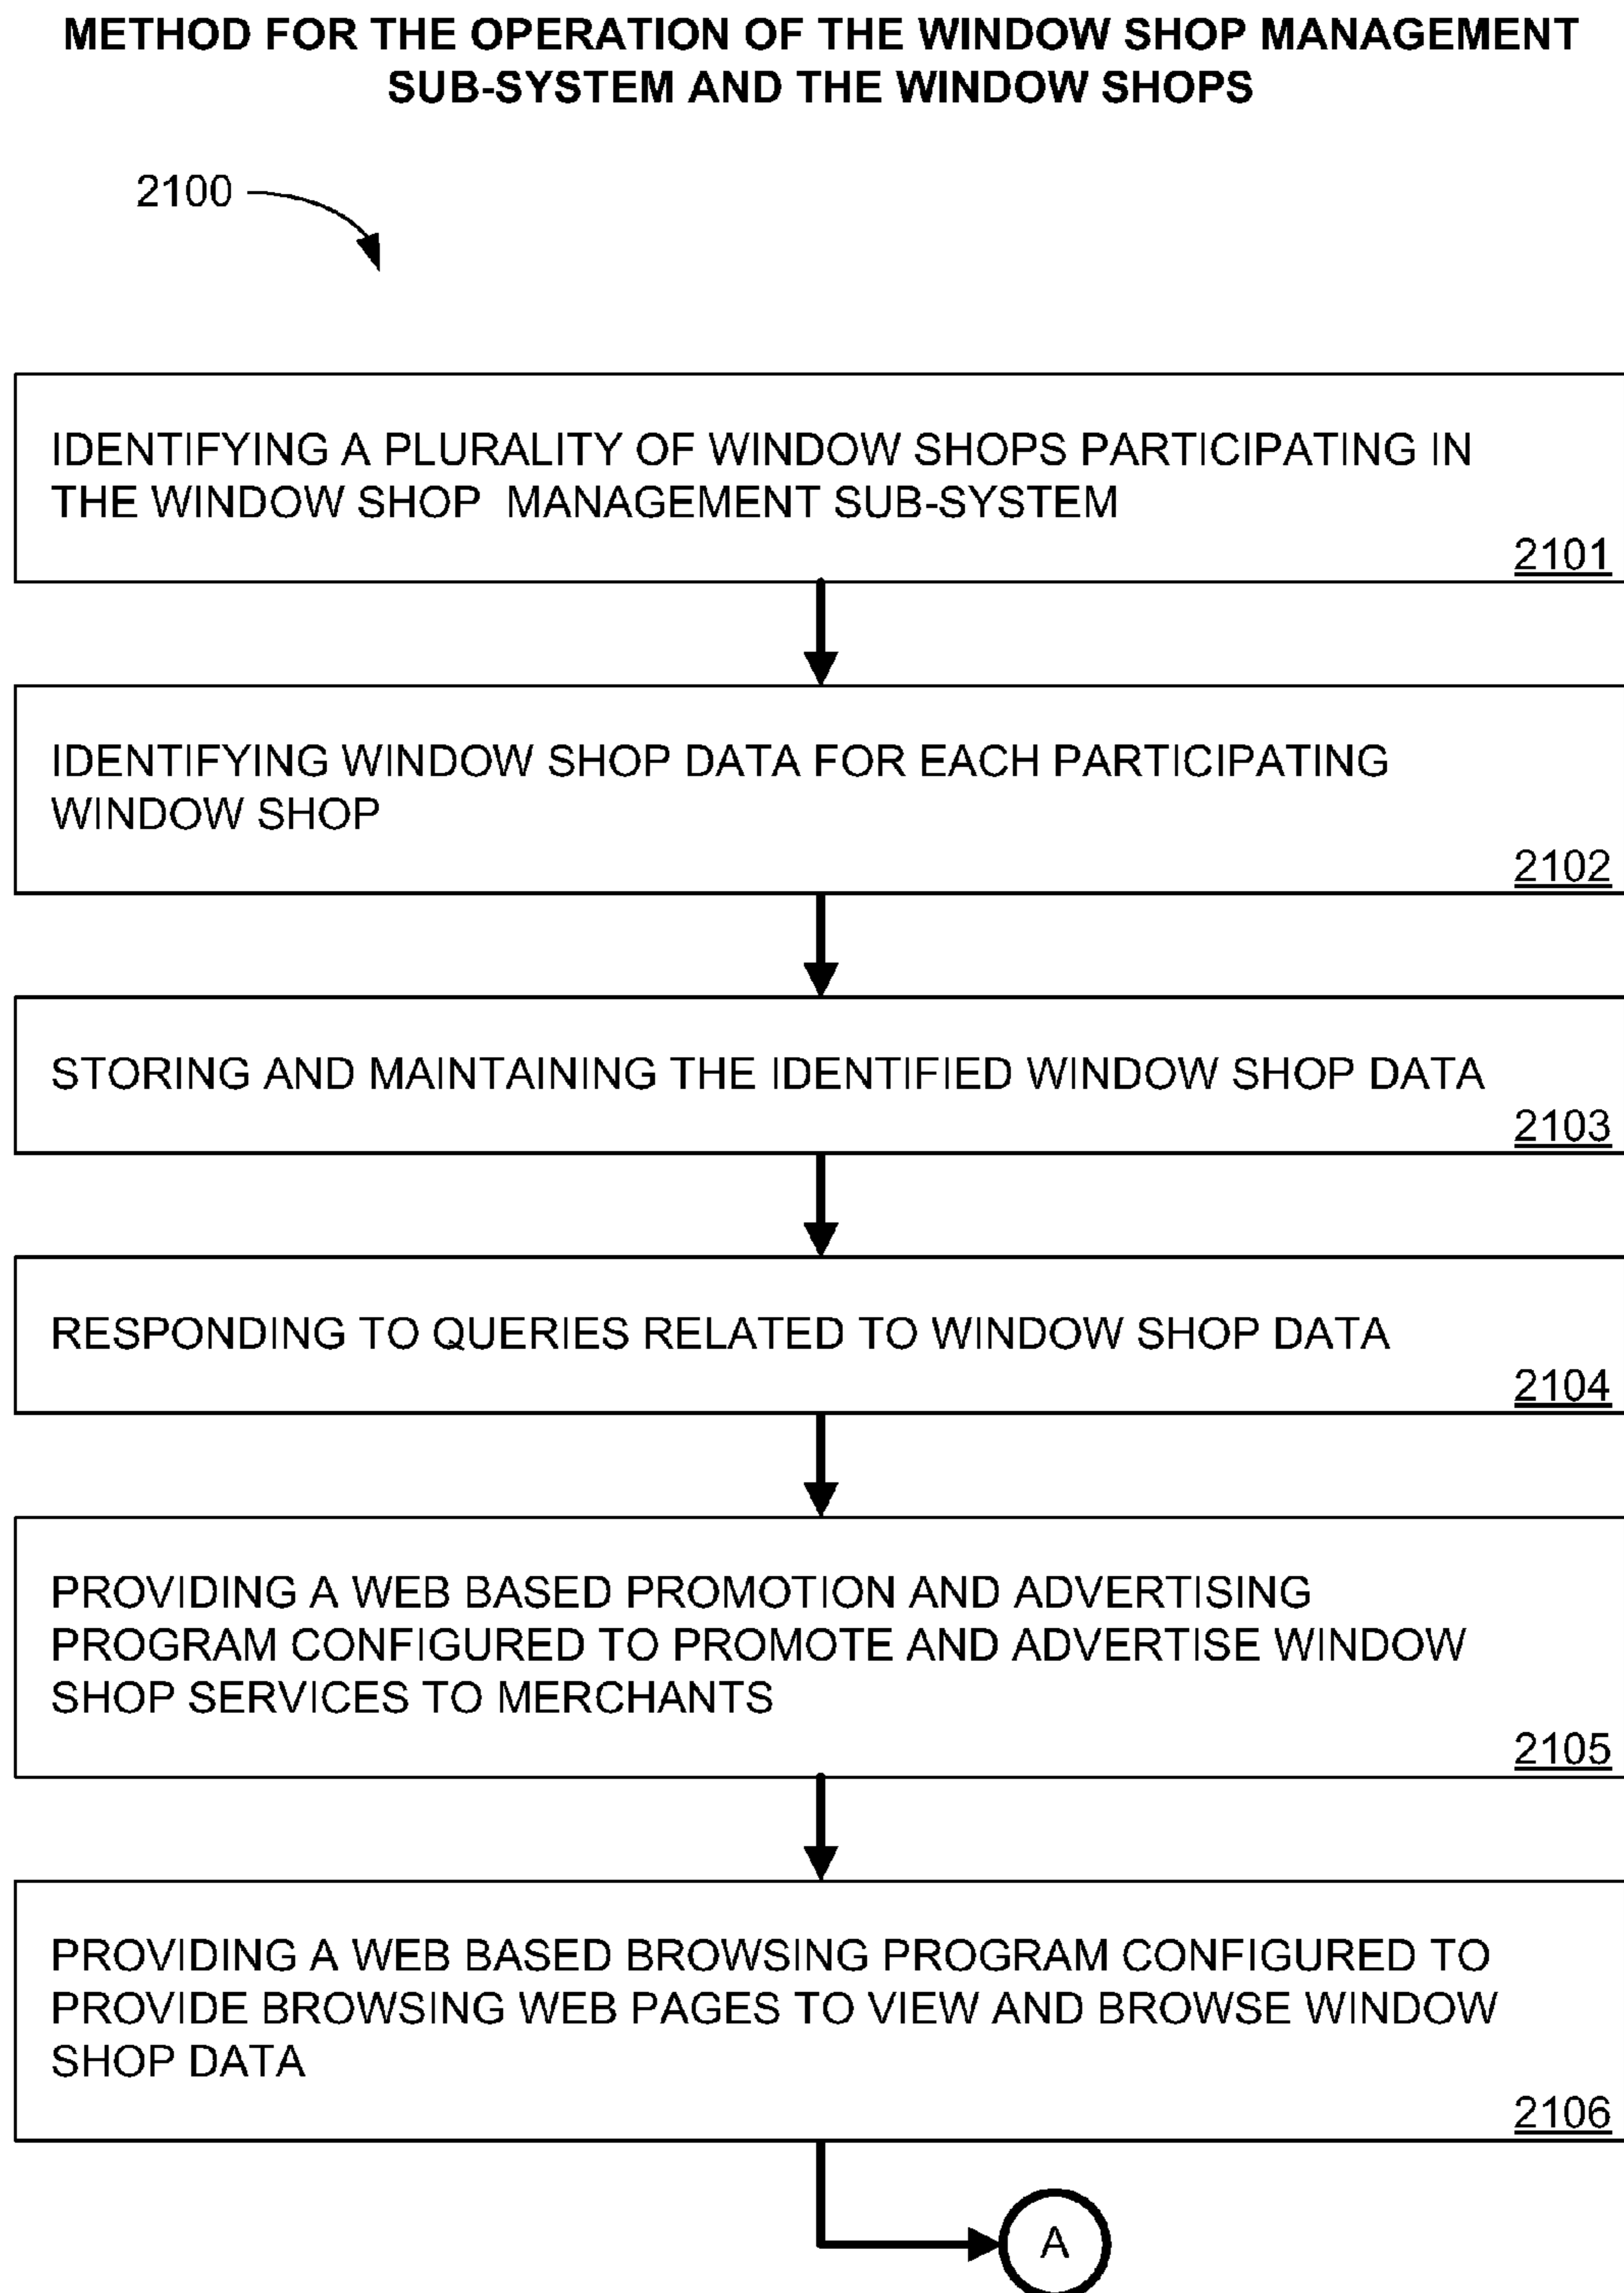 METHOD FOR THE OPERATION OF THE WINDOW SHOP MANAGEMENT
SUB-SYSTEM AND THE WINDOW SHOPS
2100
IDENTIFYING A PLURALITY OF WINDOW SHOPS PARTICIPATING IN
THE WINDOW SHOP MANAGEMENT SUB-SYSTEM
2101
IDENTIFYING WINDOW SHOP DATA FOR EACH PARTICIPATING
WINDOW SHOP
2102
STORING AND MAINTAINING THE IDENTIFIED WINDOW SHOP DATA
2103
RESPONDING TO QUERIES RELATED TO WINDOW SHOP DATA
2104
PROVIDING A WEB BASED PROMOTION AND ADVERTISING
PROGRAM CONFIGURED TO PROMOTE AND ADVERTISE WINDOW
SHOP SERVICES TO MERCHANTS
2105
PROVIDING A WEB BASED BROWSING PROGRAM CONFIGURED TO
PROVIDE BROWSING WEB PAGES TO VIEW AND BROWSE WINDOW
SHOP DATA
2106
A